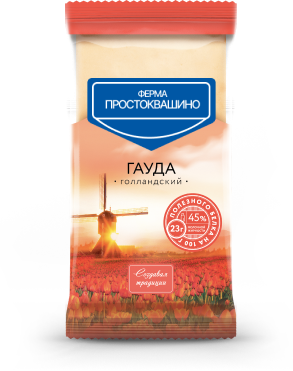 ФЕРМА
ПРОСТОКВАШИНО
ГАУДА
• ГОЛЛАНДСКИЙ •
ПОЛЕЗНОГО БЕЛКА НА 100 Г
23г
45%
Создавая
традиции